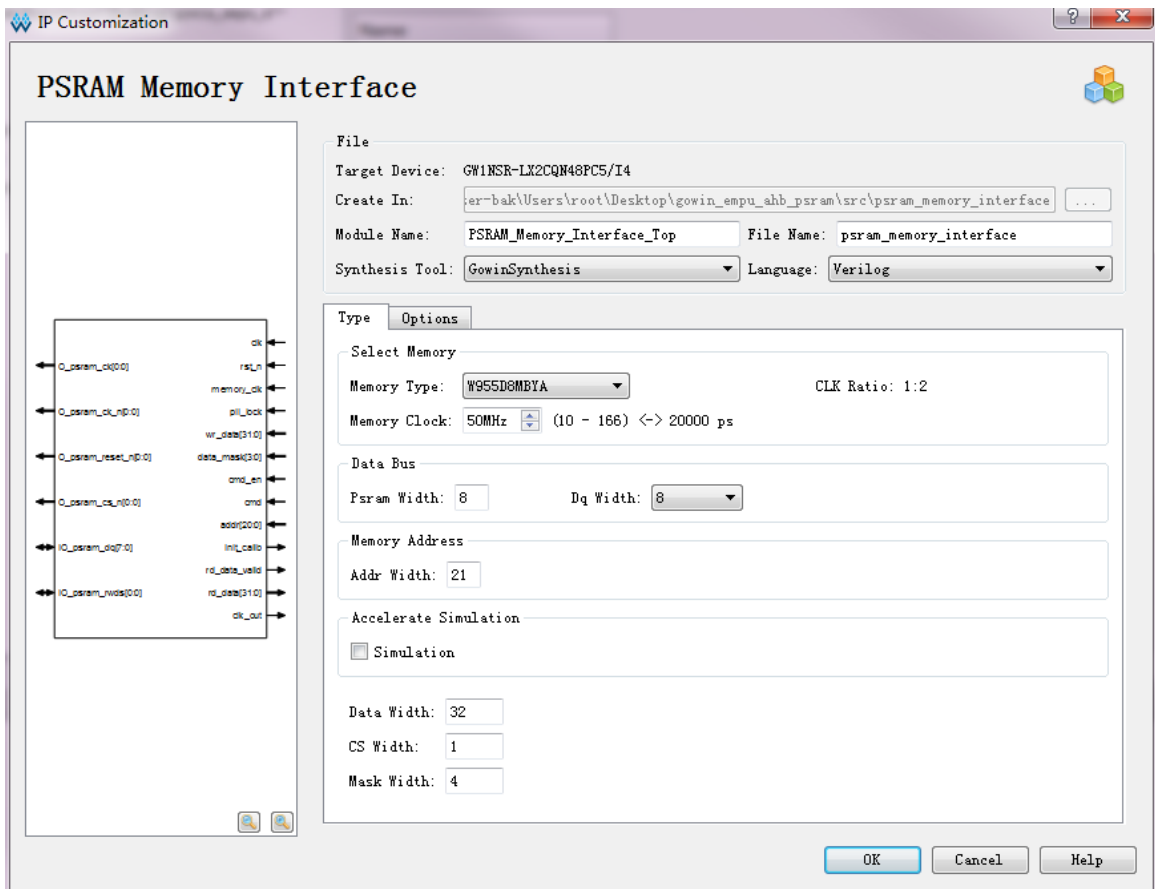 IP Customization
PSRAM Memory Interface
File
Target Device: GW1NSR-LX2CQN48PC5/I4
Create In: ser-bak\Users\root\Desktop\gowin_empu_ahb_psram\src\psram_memory_interface ...
Module Name: PSRAM_Memory_Interface_Top File Name: psram_memory_interface
Synthesis Tool: GowinSynthesis Language: Verilog
Type Options
Select Memory
Memory Type: W955D8MBYA CLK Ratio: 1:2
Memory Clock: 50MHz (10 - 166) <-> 20000 ps
Data Bus
Psram Width: 8 Dq Width: 8
Memory Address
Addr Width: 21
Accelerate Simulation
Simulation
Data Width: 32
CS Width: 1
Mask Width: 4
clk
O_psram_ck[0:0] rst_n
memory_clk
O_psram_ck_n[0:0] pll_lock
wr_data[31:0]
O_psram_reset_n[0:0] data_mask[3:0]
cmd_en
O_psram_cs_n[0:0] cmd
addr[20:0]
IO_psram_dq[7:0] init_calib
rd_data_valid
IO_psram_rwds[0:0] rd_data[31:0]
clk_out
OK Cancel Help